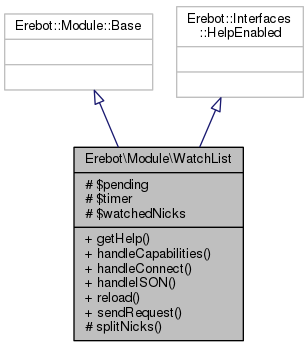 Erebot::Module::Base
Erebot::Interfaces
::HelpEnabled
Erebot\Module\WatchList
# $pending
# $timer
# $watchedNicks
+ getHelp()
+ handleCapabilities()
+ handleConnect()
+ handleISON()
+ reload()
+ sendRequest()
# splitNicks()